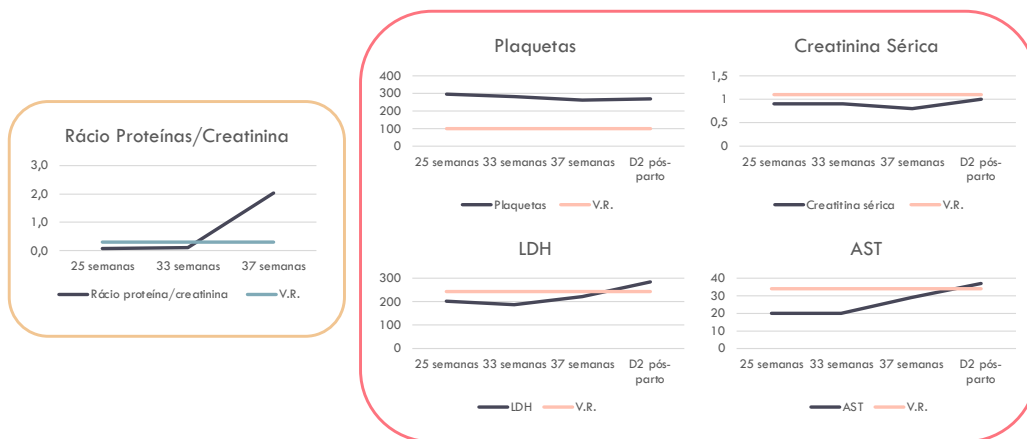 Rácio Proteínas/Creatinina
3,0
2,0
1,0
0,0
25 semanas 33 semanas 37 semanas
Rácio proteína/creatinina V.R.
Plaquetas
400
300
200
100
0
25 semanas 33 semanas 37 semanas D2 pós-
parto
Plaquetas V.R.
Creatinina Sérica
1,5
1
0,5
0
25 semanas 33 semanas 37 semanas D2 pós-
parto
Creatitina sérica V.R.
LDH
300
200
100
0
25 semanas 33 semanas 37 semanas D2 pós-
parto
LDH V.R.
AST
40
30
20
10
0
25 semanas 33 semanas 37 semanas D2 pós-
parto
AST V.R.